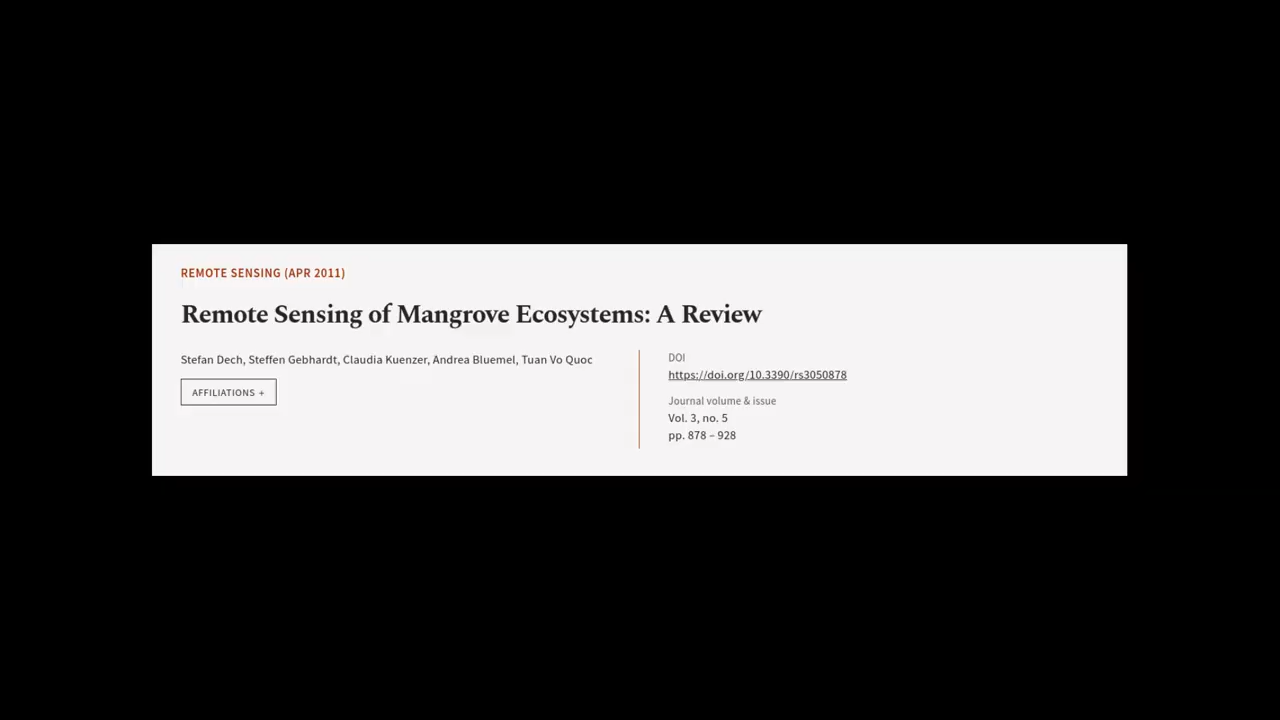 REMOTE SENSING (APR 2011)
Remote Sensing of Mangrove Ecosystems: A Review
Stefan Dech, Steffen Gebhardt, Claudia Kuenzer, Andrea Bluemel, Tuan Vo Quoc
AFFILIATIONS +
DOI
https://doi.org/10.3390/rs3050878
Journal volume & issue
Vol. 3, no. 5
pp. 878 – 928